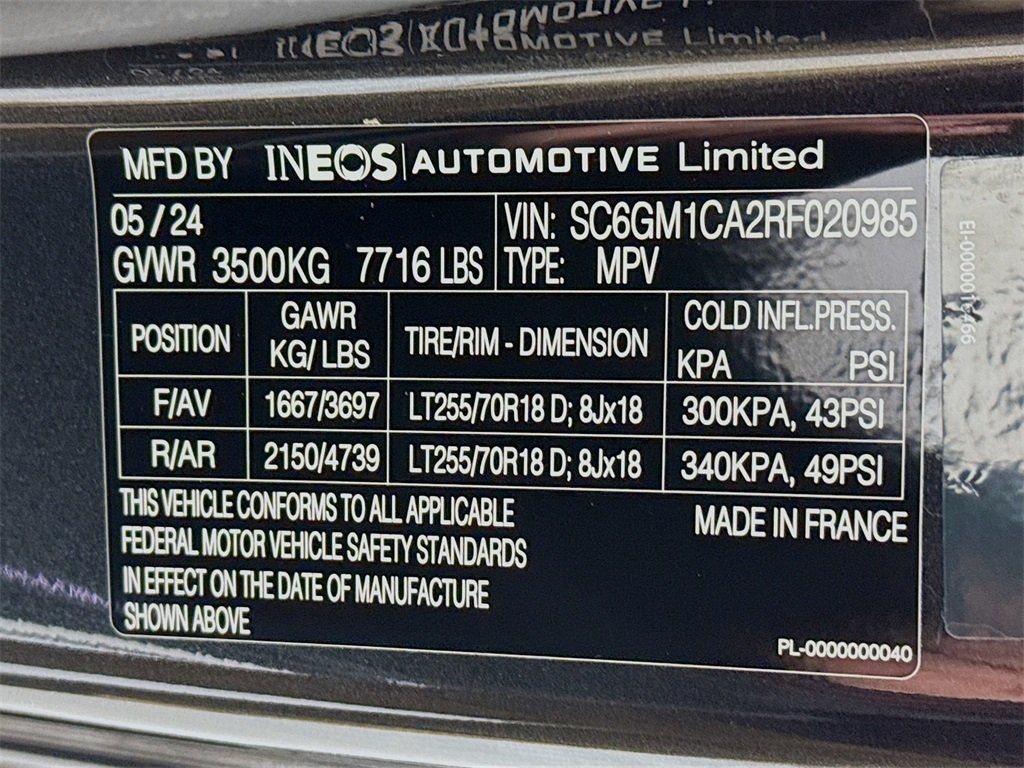 MFD BY INEOS | AUTOMOTIVE Limited
05 / 24
VIN: SC6GM1CA2RF020985
GVWR 3500KG 7716 LBS
TYPE: MPV
POSITION GAWR KG/ LBS TIRE/RIM - DIMENSION COLD INFL.PRESS. KPA PSI
F/AV 1667/3697 LT255/70R18 D; 8Jx18 300KPA, 43PSI
R/AR 2150/4739 LT255/70R18 D; 8Jx18 340KPA, 49PSI
THIS VEHICLE CONFORMS TO ALL APPLICABLE
FEDERAL MOTOR VEHICLE SAFETY STANDARDS
IN EFFECT ON THE DATE OF MANUFACTURE
SHOWN ABOVE
MADE IN FRANCE
PL-0000000040